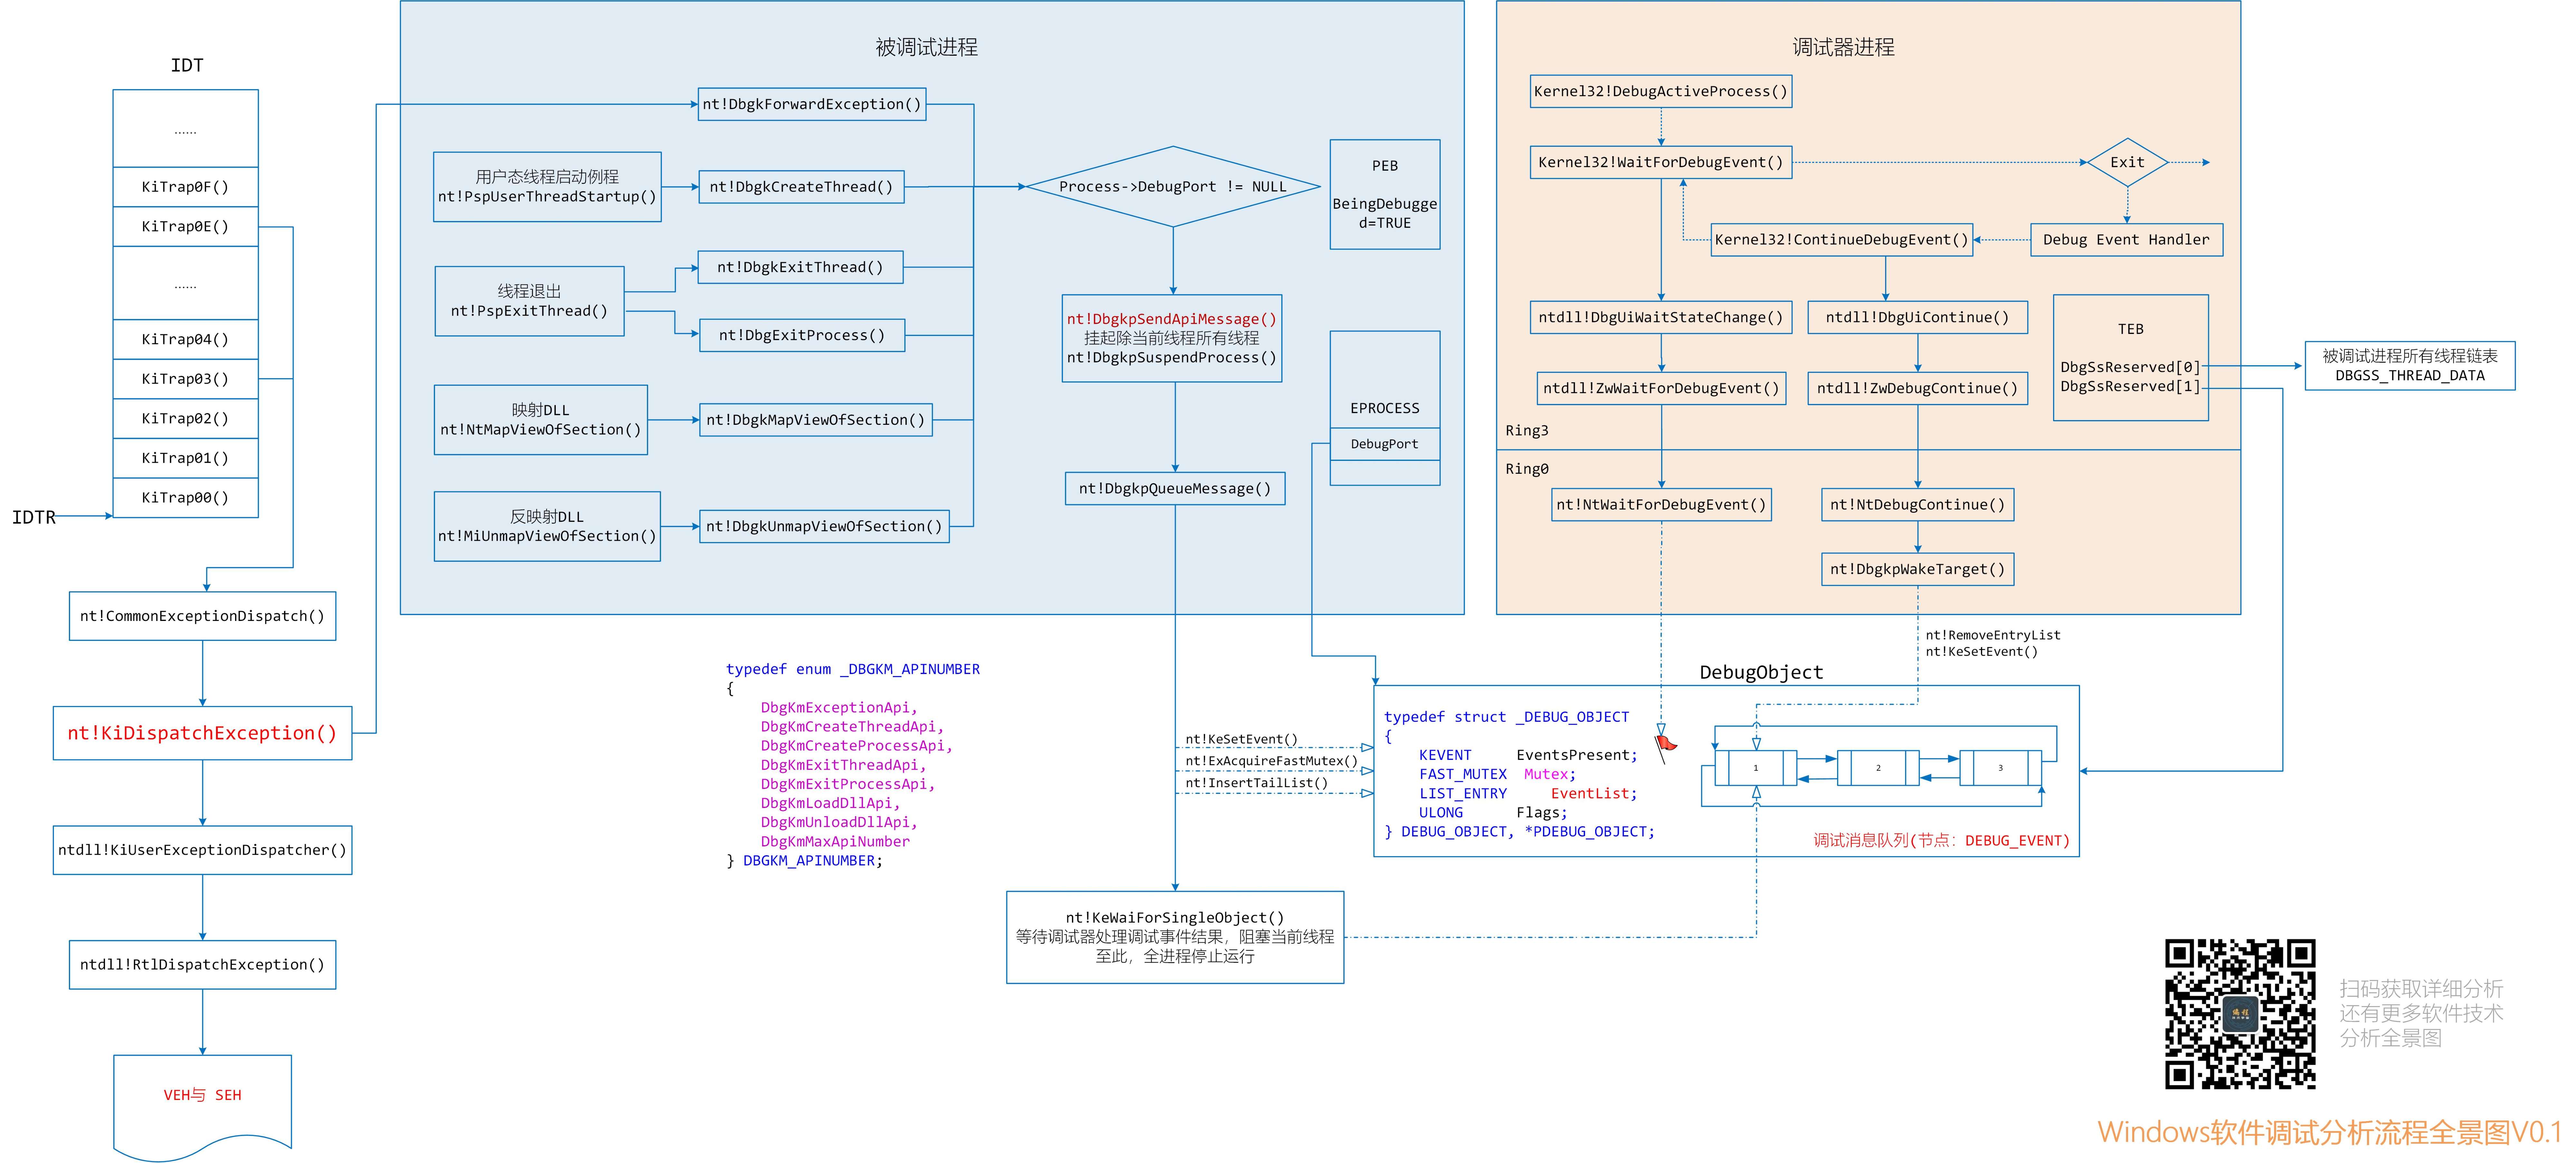 IDT
......
KiTrap0F()
KiTrap0E()
......
KiTrap04()
KiTrap03()
KiTrap02()
KiTrap01()
KiTrap00()
IDTR
nt!CommonExceptionDispatch()
nt!KiDispatchException()
ntdll!KiUserExceptionDispatcher()
ntdll!RtlDispatchException()
VEH与 SEH
被调试进程
nt!DbgkForwardException()
用户态线程启动例程
nt!PspUserThreadStartup()
nt!DbgkCreateThread()
线程退出
nt!PspExitThread()
nt!DbgkExitThread()
nt!DbgExitProcess()
映射DLL
nt!NtMapViewOfSection()
nt!DbgkMapViewOfSection()
反映射DLL
nt!MiUnmapViewOfSection()
nt!DbgkUnmapViewOfSection()
Process->DebugPort != NULL
nt!DbgkpSendApiMessage()
挂起除当前线程所有线程
nt!DbgkpSuspendProcess()
nt!DbgkpQueueMessage()
PEB
BeingDebugge
d=TRUE
EPROCESS
DebugPort
调试器进程
Kernel32!DebugActiveProcess()
Kernel32!WaitForDebugEvent()
Exit
Kernel32!ContinueDebugEvent()
Debug Event Handler
ntdll!DbgUiWaitStateChange()
ntdll!DbgUiContinue()
TEB
DbgSsReserved[0]
DbgSsReserved[1]
ntdll!ZwWaitForDebugEvent()
ntdll!ZwDebugContinue()
Ring3
Ring0
nt!NtWaitForDebugEvent()
nt!NtDebugContinue()
nt!DbgkpWakeTarget()
被调试进程所有线程链表
DBGSS_THREAD_DATA
nt!RemoveEntryList
nt!KeSetEvent()
typedef enum _DBGKM_APINUMBER
{
DbgKmExceptionApi,
DbgKmCreateThreadApi,
DbgKmCreateProcessApi,
DbgKmExitThreadApi,
DbgKmExitProcessApi,
DbgKmLoadDllApi,
DbgKmUnloadDllApi,
DbgKmMaxApiNumber
} DBGKM_APINUMBER;
nt!KeSetEvent()
nt!ExAcquireFastMutex()
nt!InsertTailList()
DebugObject
typedef struct _DEBUG_OBJECT
{
KEVENT EventsPresent;
FAST_MUTEX Mutex;
LIST_ENTRY EventList;
ULONG Flags;
} DEBUG_OBJECT, *PDEBUG_OBJECT;
1
2
3
调试消息队列(节点：DEBUG_EVENT)
nt!KeWaiForSingleObject()
等待调试器处理调试事件结果，阻塞当前线程
至此，全进程停止运行
扫码获取详细分析
还有更多软件技术
分析全景图
Windows软件调试分析流程全景图V0.1